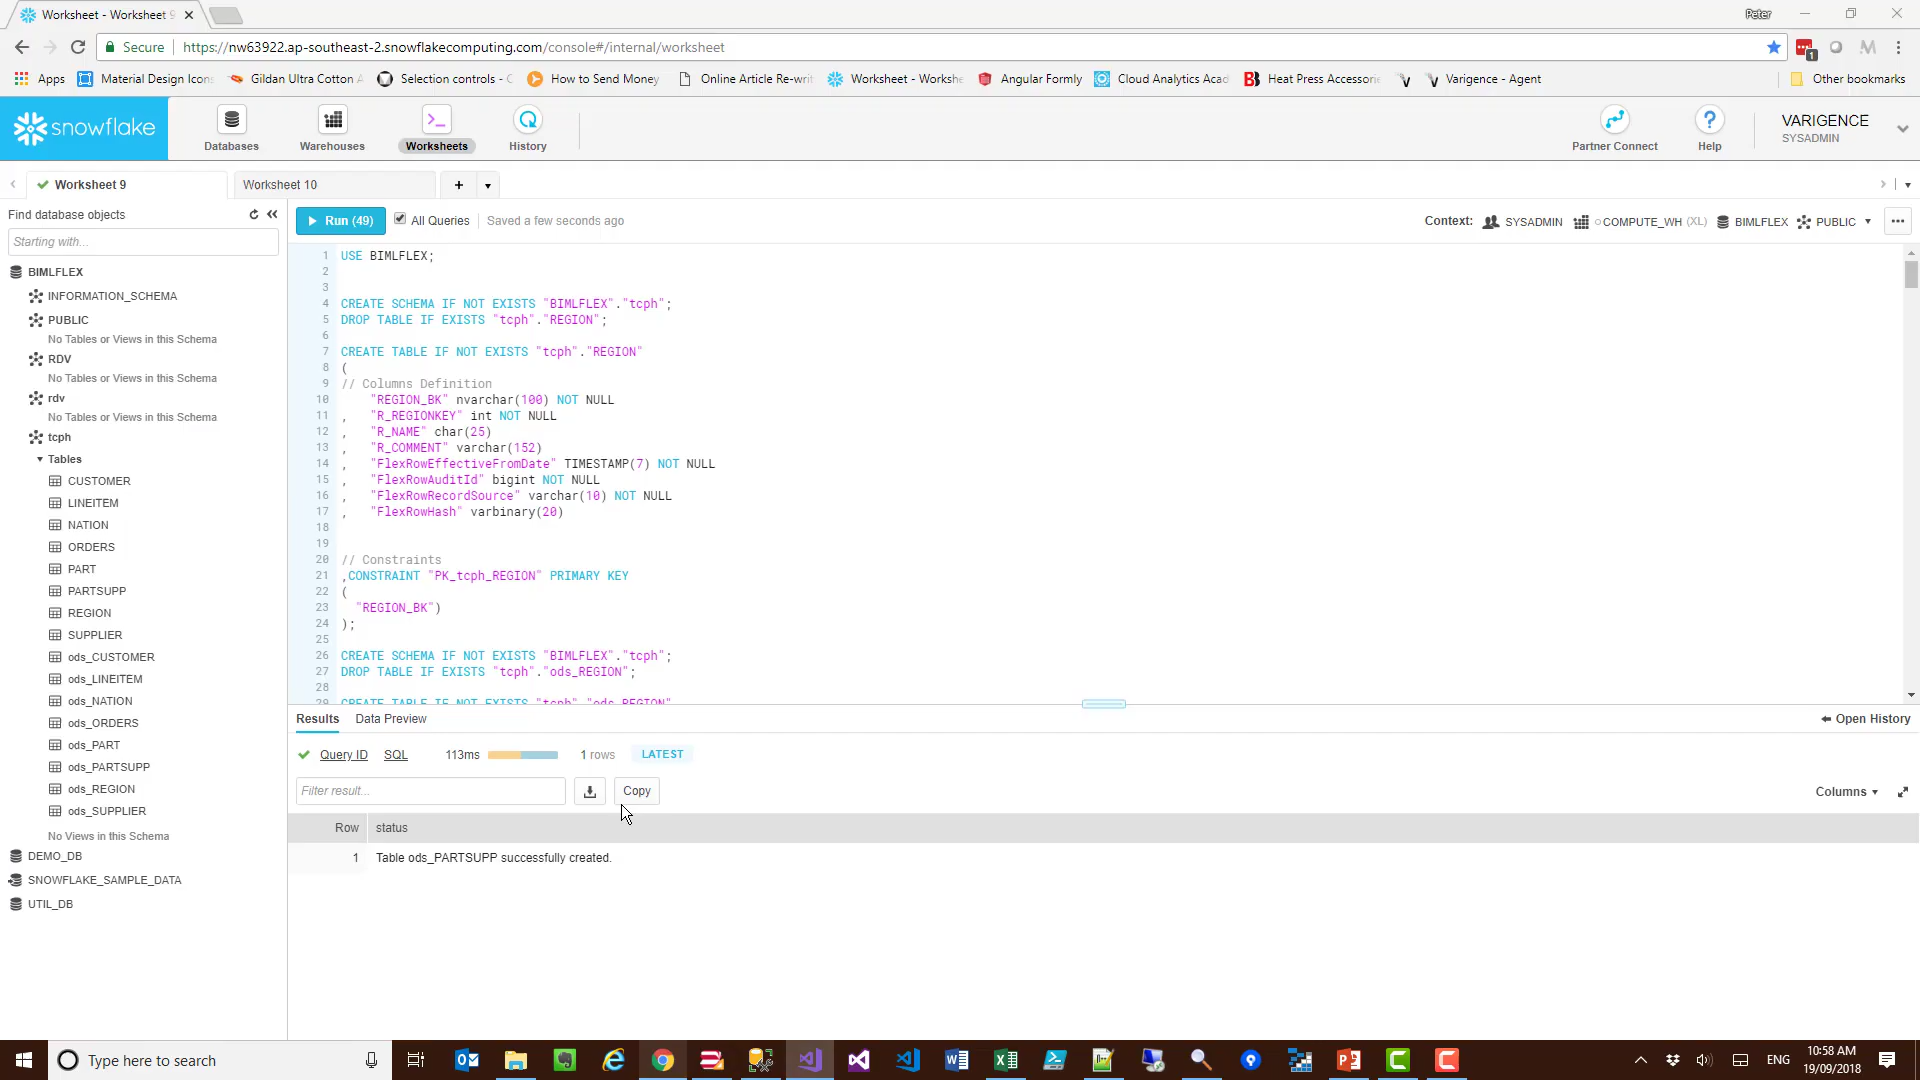 Worksheet - Worksheet 9
Peter
Secure | https://nw63922.ap-southeast-2.snowflakecomputing.com/console#/internal/worksheet
1
Apps Material Design Icons Gildan Ultra Cotton A Selection controls - How to Send Money Online Article Re-writ Worksheet - Workshe Angular Formly Cloud Analytics Acad Heat Press Accessorie Varigence - Agent Other bookmarks
snowflake
Databases Warehouses Worksheets History Partner Connect Help
VARIGENCE
SYSADMIN
Worksheet 9 Worksheet 10
Find database objects
Starting with...
Run (49) All Queries Saved a few seconds ago Context: SYSADMIN COMPUTE_WH (XL) BIMLFLEX PUBLIC
BIMLFLEX
INFORMATION_SCHEMA
PUBLIC
No Tables or Views in this Schema
RDV
No Tables or Views in this Schema
rdv
No Tables or Views in this Schema
tcph
Tables
CUSTOMER
LINEITEM
NATION
ORDERS
PART
PARTSUPP
REGION
SUPPLIER
ods_CUSTOMER
ods_LINEITEM
ods_NATION
ods_ORDERS
ods_PART
ods_PARTSUPP
ods_REGION
ods_SUPPLIER
No Views in this Schema
DEMO_DB
SNOWFLAKE_SAMPLE_DATA
UTIL_DB
1 USE BIMLFLEX;
2
3
4 CREATE SCHEMA IF NOT EXISTS "BIMLFLEX"."tcph";
5 DROP TABLE IF EXISTS "tcph"."REGION";
6
7 CREATE TABLE IF NOT EXISTS "tcph"."REGION"
8 (
9 // Columns Definition
10 "REGION_BK" nvarchar(100) NOT NULL
11 , "R_REGIONKEY" int NOT NULL
12 , "R_NAME" char(25)
13 , "R_COMMENT" varchar(152)
14 , "FlexRowEffectiveFromDate" TIMESTAMP(7) NOT NULL
15 , "FlexRowAuditId" bigint NOT NULL
16 , "FlexRowRecordSource" varchar(10) NOT NULL
17 , "FlexRowHash" varbinary(20)
18
19
20 // Constraints
21 ,CONSTRAINT "PK_tcph_REGION" PRIMARY KEY
22 (
23 "REGION_BK")
24 );
25
26 CREATE SCHEMA IF NOT EXISTS "BIMLFLEX"."tcph";
27 DROP TABLE IF EXISTS "tcph"."ods_REGION";
28
29 CREATE TABLE IF NOT EXISTS "tcph"."ods_REGION"
Results Data Preview Open History
Query ID SQL 113ms 1 rows LATEST
Filter result... Copy Columns
Row status
1 Table ods_PARTSUPP successfully created.
Type here to search
ENG
10:58 AM
19/09/2018